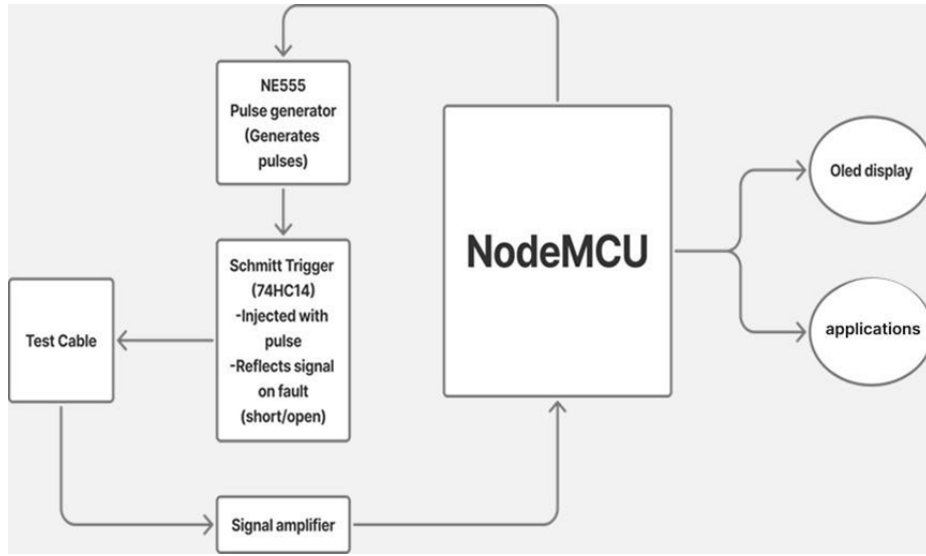 NE555
Pulse generator
(Generates
pulses)
Schmitt Trigger
(74HC14)
-Injected with
pulse
-Reflects signal
on fault
(short/open)
Test Cable
Signal amplifier
NodeMCU
Oled display
applications